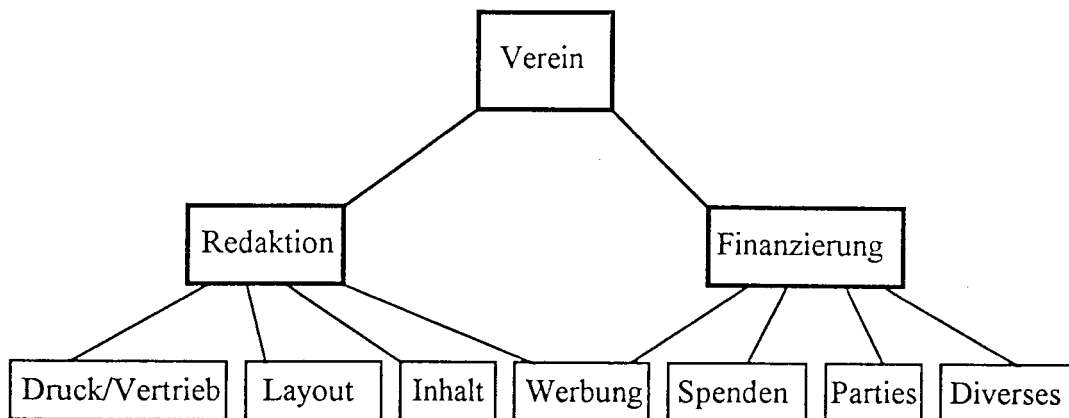 Verein
Redaktion
Finanzierung
Druck/Vertrieb
Layout
Inhalt
Werbung
Spenden
Parties
Diverses